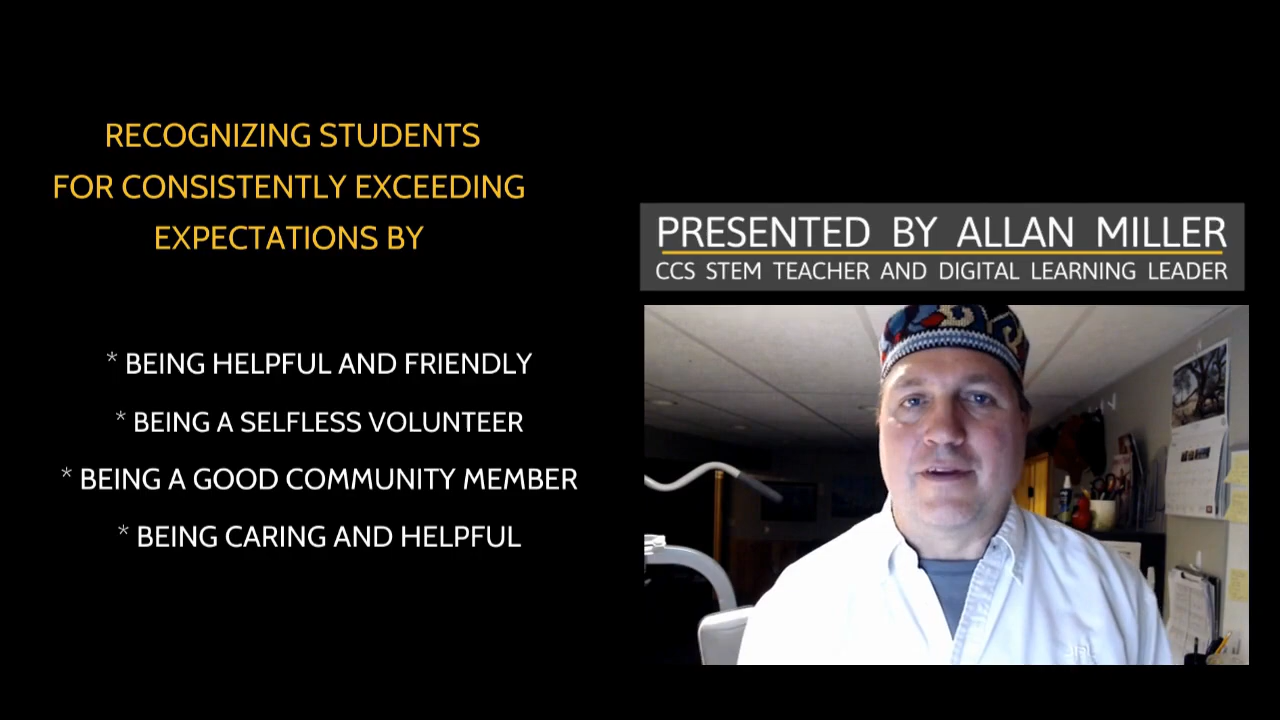 RECOGNIZING STUDENTS
FOR CONSISTENTLY EXCEEDING
EXPECTATIONS BY
* BEING HELPFUL AND FRIENDLY
* BEING A SELFLESS VOLUNTEER
* BEING A GOOD COMMUNITY MEMBER
* BEING CARING AND HELPFUL
PRESENTED BY ALLAN MILLER
CCS STEM TEACHER AND DIGITAL LEARNING LEADER